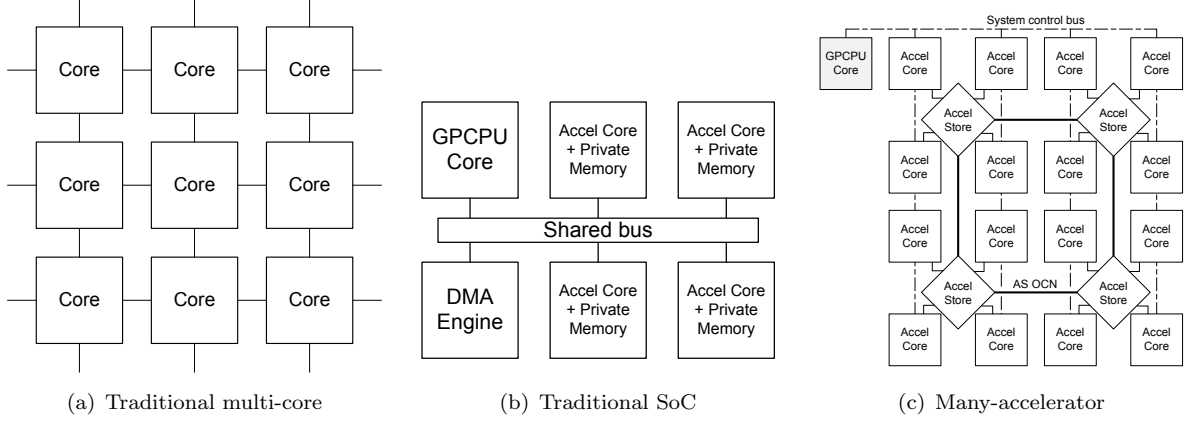 Core
Core
Core
Core
Core
Core
Core
Core
Core
(a) Traditional multi-core
GPCPU
Core
Accel Core
+ Private
Memory
Accel Core
+ Private
Memory
Shared bus
DMA
Engine
Accel Core
+ Private
Memory
Accel Core
+ Private
Memory
(b) Traditional SoC
System control bus
GPCPU
Core
Accel
Core
Accel
Core
Accel
Core
Accel
Core
Accel
Store
Accel
Store
Accel
Core
Accel
Core
Accel
Core
Accel
Core
Accel
Core
Accel
Core
Accel
Core
Accel
Core
Accel
Store
AS OCN
Accel
Store
Accel
Core
Accel
Core
Accel
Core
Accel
Core
(c) Many-accelerator